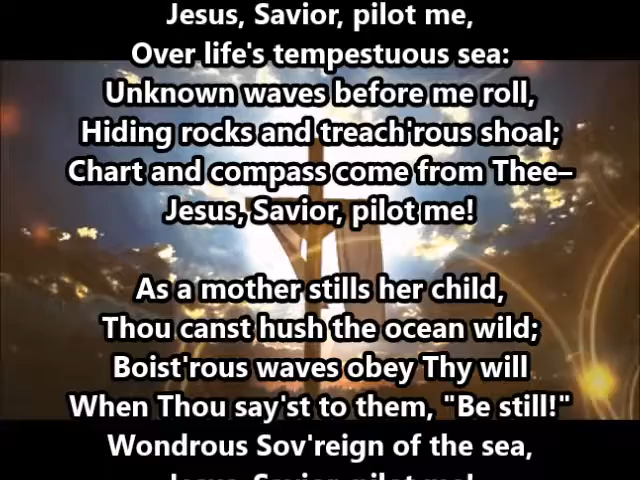 Jesus, Savior, pilot me,
Over life's tempestuous sea:
Unknown waves before me roll,
Hiding rocks and treach'rous shoal;
Chart and compass come from Thee–
Jesus, Savior, pilot me!
As a mother stills her child,
Thou canst hush the ocean wild;
Boist'rous waves obey Thy will
When Thou say'st to them, "Be still!"
Wondrous Sov'reign of the sea,
Jesus, Savior, pilot me!